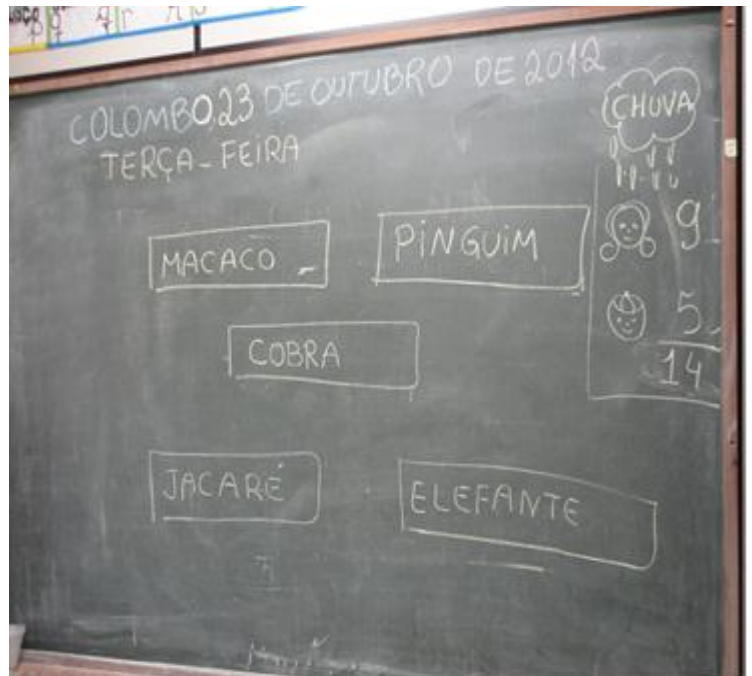 COLOMBO,23 DE OUTUBRO DE 2012
TERÇA-FEIRA
CHUVA
MACACO
PINGUIM
9
COBRA
5
14
JACARÉ
ELEFANTE